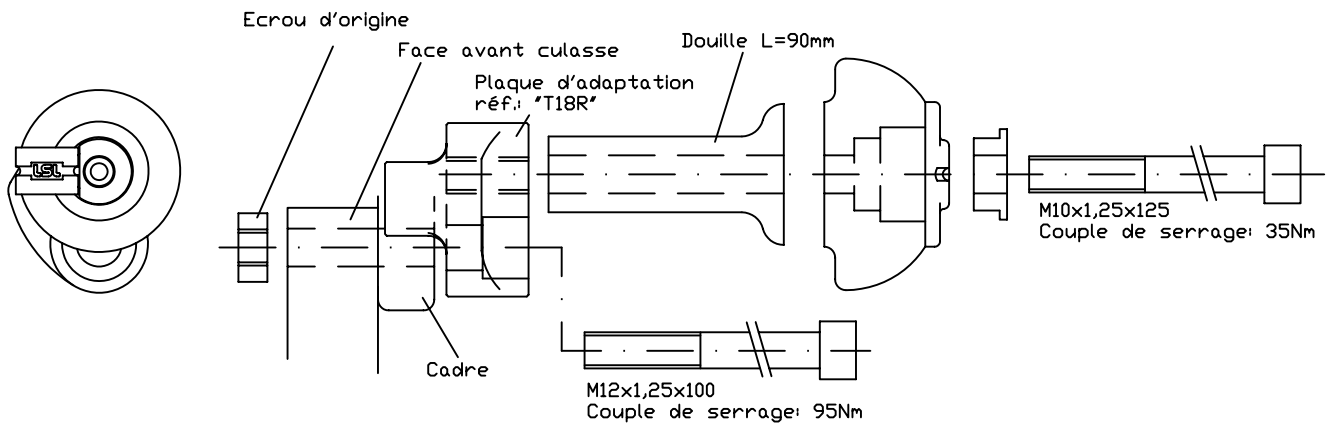 Ecrou d'origine
Face avant culasse
Douille L=90mm
Plaque d'adaptation
réf.: "T18R"
LSL
M10x1,25x125
Couple de serrage: 35Nm
Cadre
M12x1,25x100
Couple de serrage: 95Nm